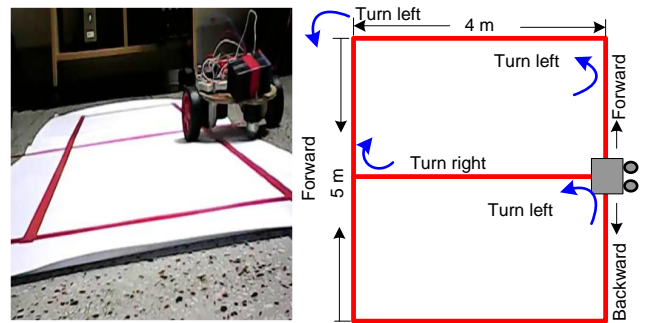 Turn left
4 m
Turn left
Forward
Forward
5 m
Turn right
Turn left
Backward